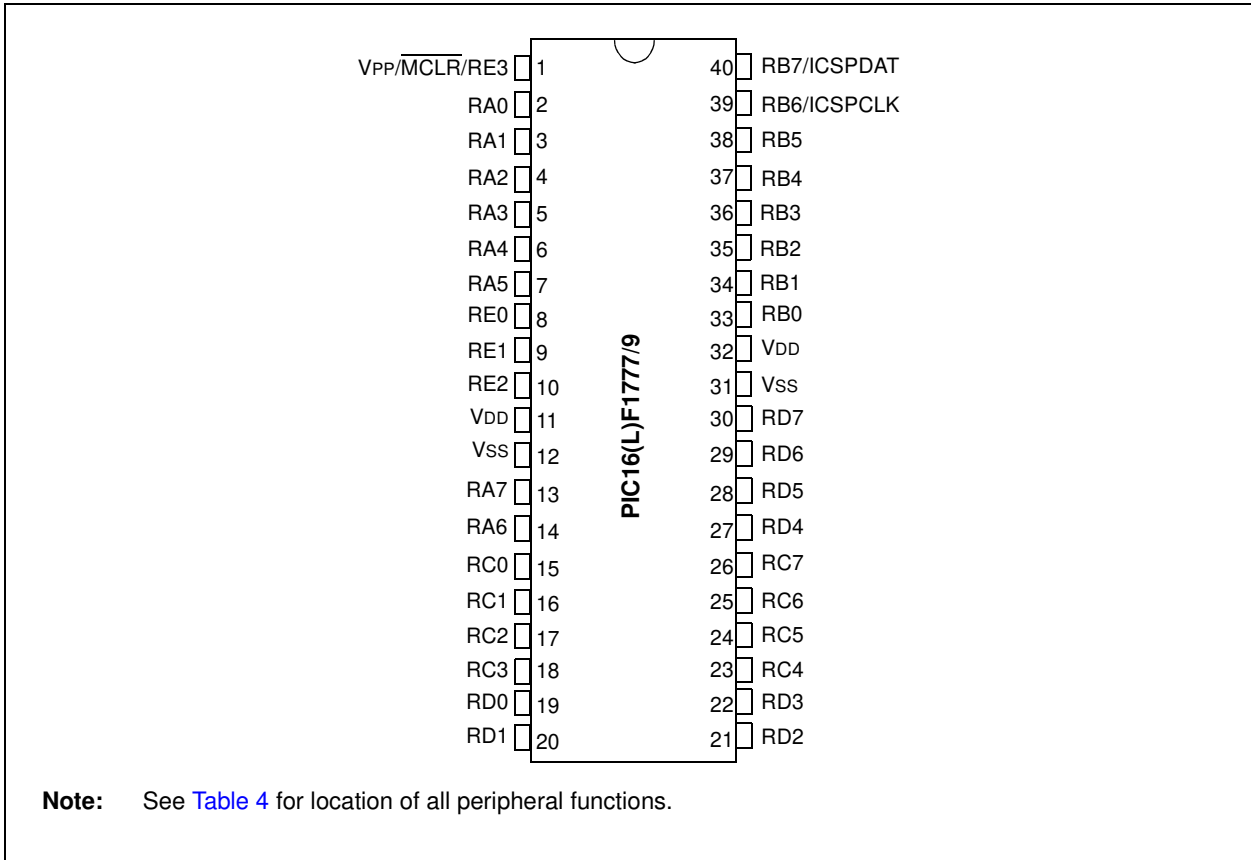 VPP/MCLR/RE3 1 40 RB7/ICSPDAT
RA0 2 39 RB6/ICSPCLK
RA1 3 38 RB5
RA2 4 37 RB4
RA3 5 36 RB3
RA4 6 35 RB2
RA5 7 34 RB1
RE0 8 33 RB0
RE1 9 32 VDD
RE2 10 31 VSS
VDD 11 30 RD7
VSS 12 29 RD6
RA7 13 28 RD5
RA6 14 27 RD4
RC0 15 26 RC7
RC1 16 25 RC6
RC2 17 24 RC5
RC3 18 23 RC4
RD0 19 22 RD3
RD1 20 21 RD2
PIC16(L)F1777/9
Note: See Table 4 for location of all peripheral functions.